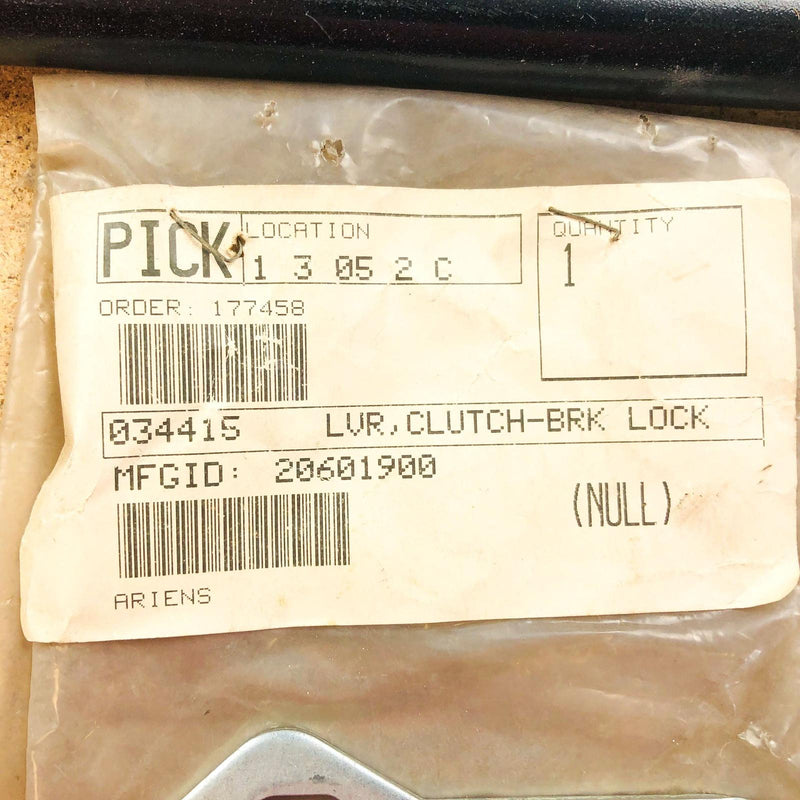 PICK LOCATION QUANTITY
1 3 05 2 C 1
ORDER: 177458
034415 LVR,CLUTCH-BRK LOCK
MFGID: 20601900
(NULL)
ARIENS